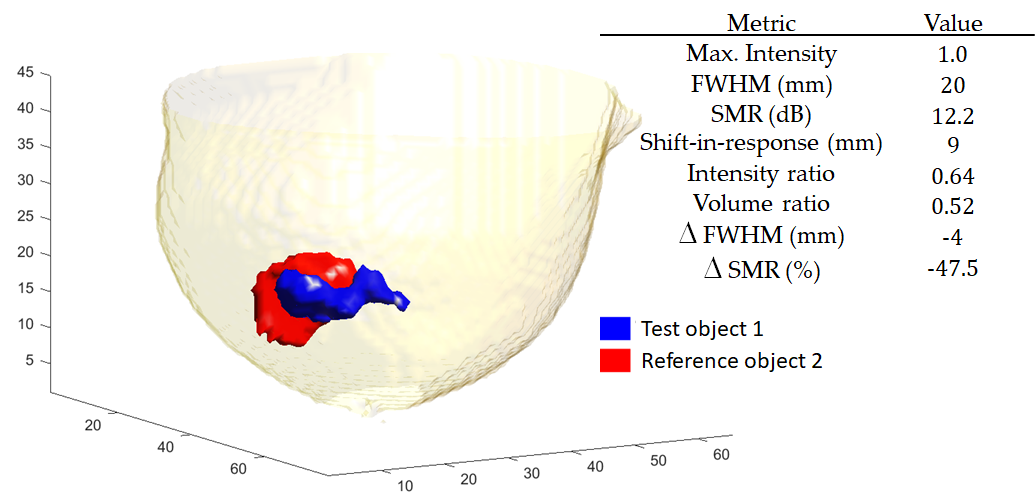 Metric Value
Max. Intensity 1.0
FWHM (mm) 20
SMR (dB) 12.2
Shift-in-response (mm) 9
Intensity ratio 0.64
Volume ratio 0.52
Δ FWHM (mm) -4
Δ SMR (%) -47.5
Test object 1
Reference object 2
45
40
35
30
25
20
15
10
5
20
40
60
10
20
30
40
50
60